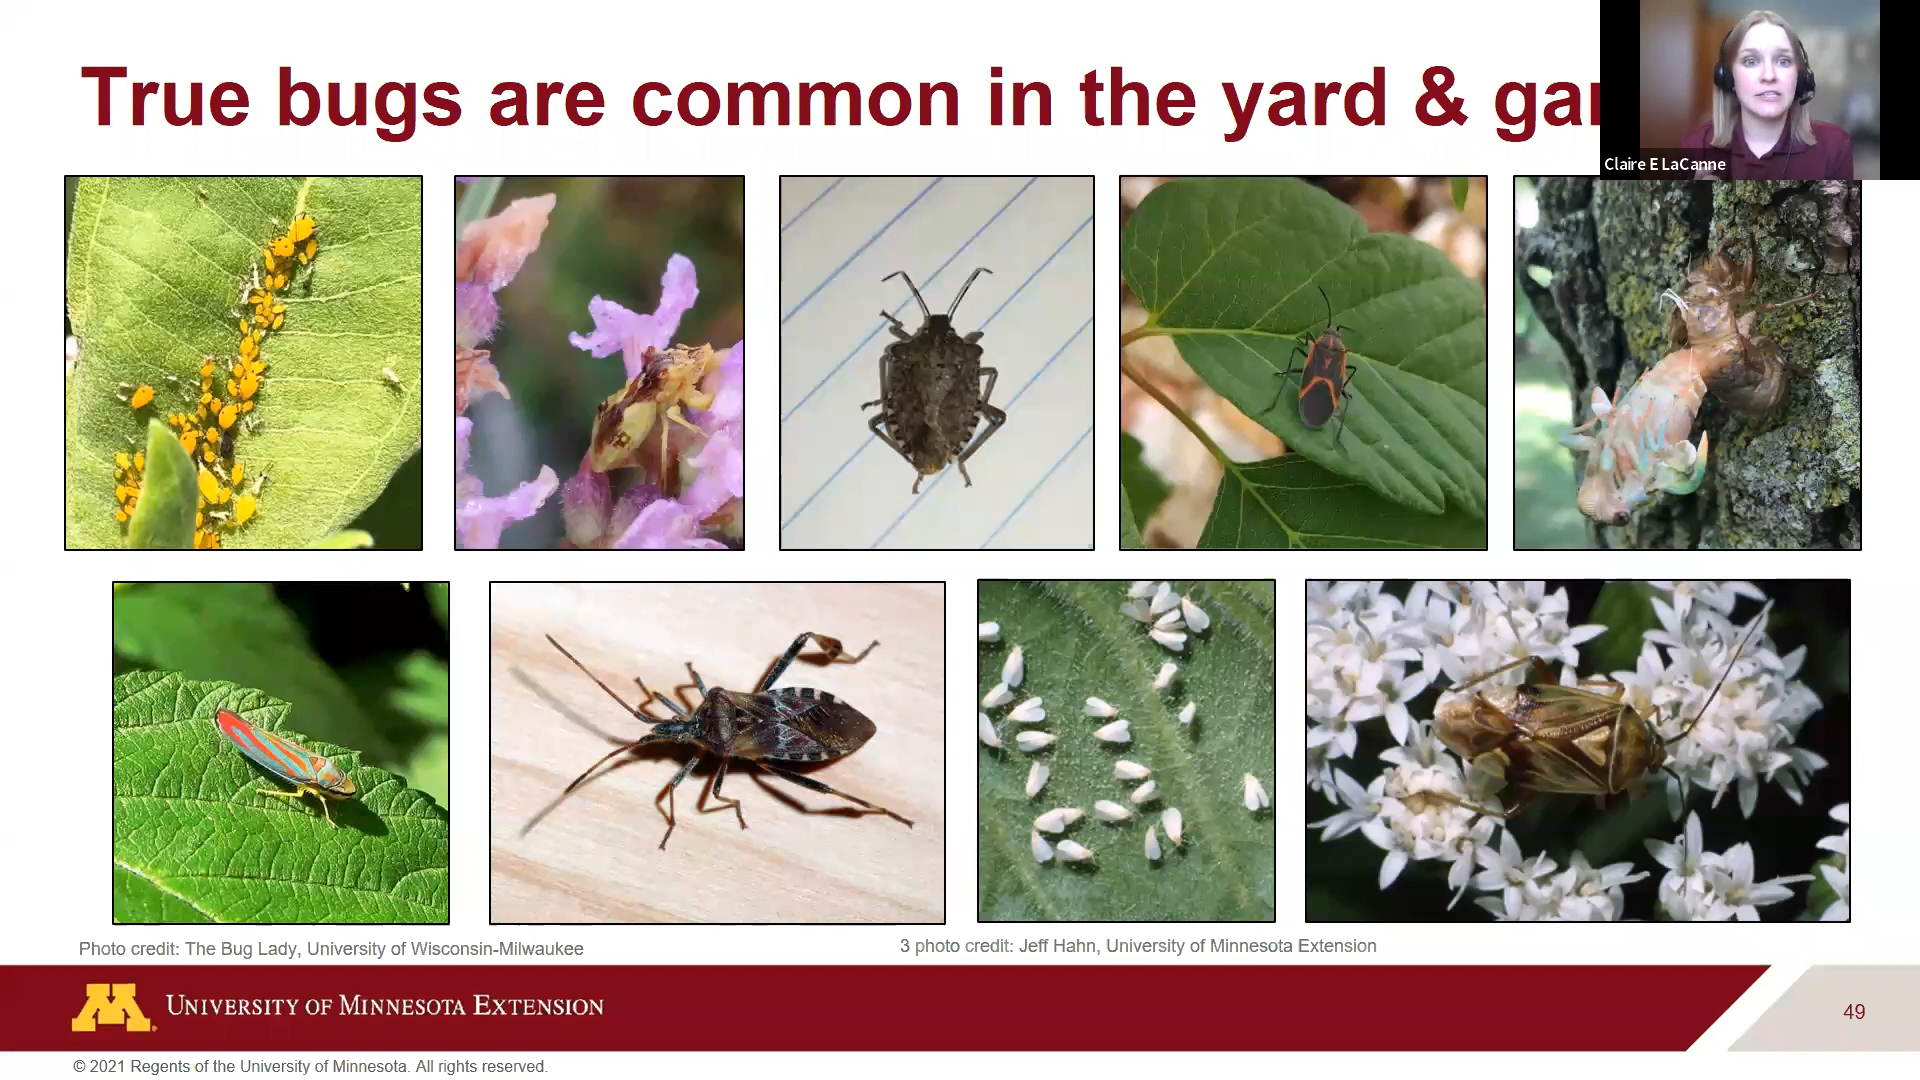 True bugs are common in the yard & gar
Claire E LaCanne
Photo credit: The Bug Lady, University of Wisconsin-Milwaukee
3 photo credit: Jeff Hahn, University of Minnesota Extension
M
UNIVERSITY OF MINNESOTA EXTENSION
49
© 2021 Regents of the University of Minnesota. All rights reserved.